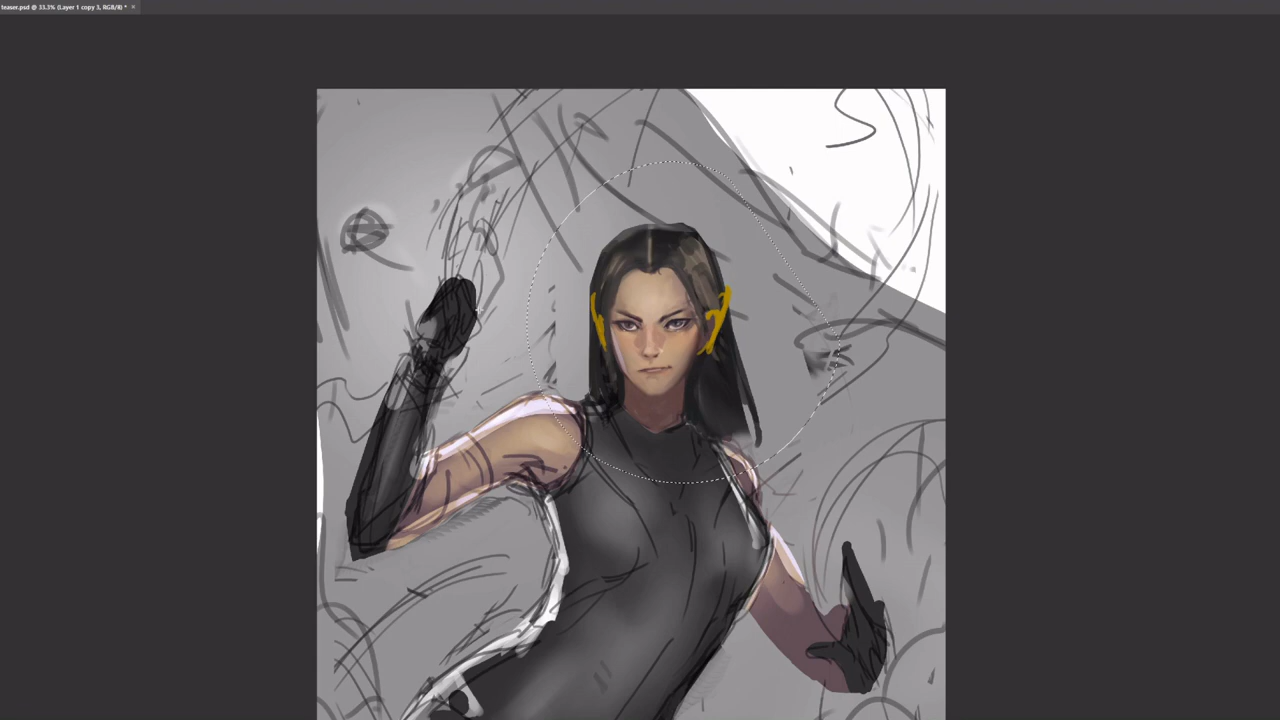 teaser.psd @ 33.3% (Layer 1 copy 3, RGB/8) *